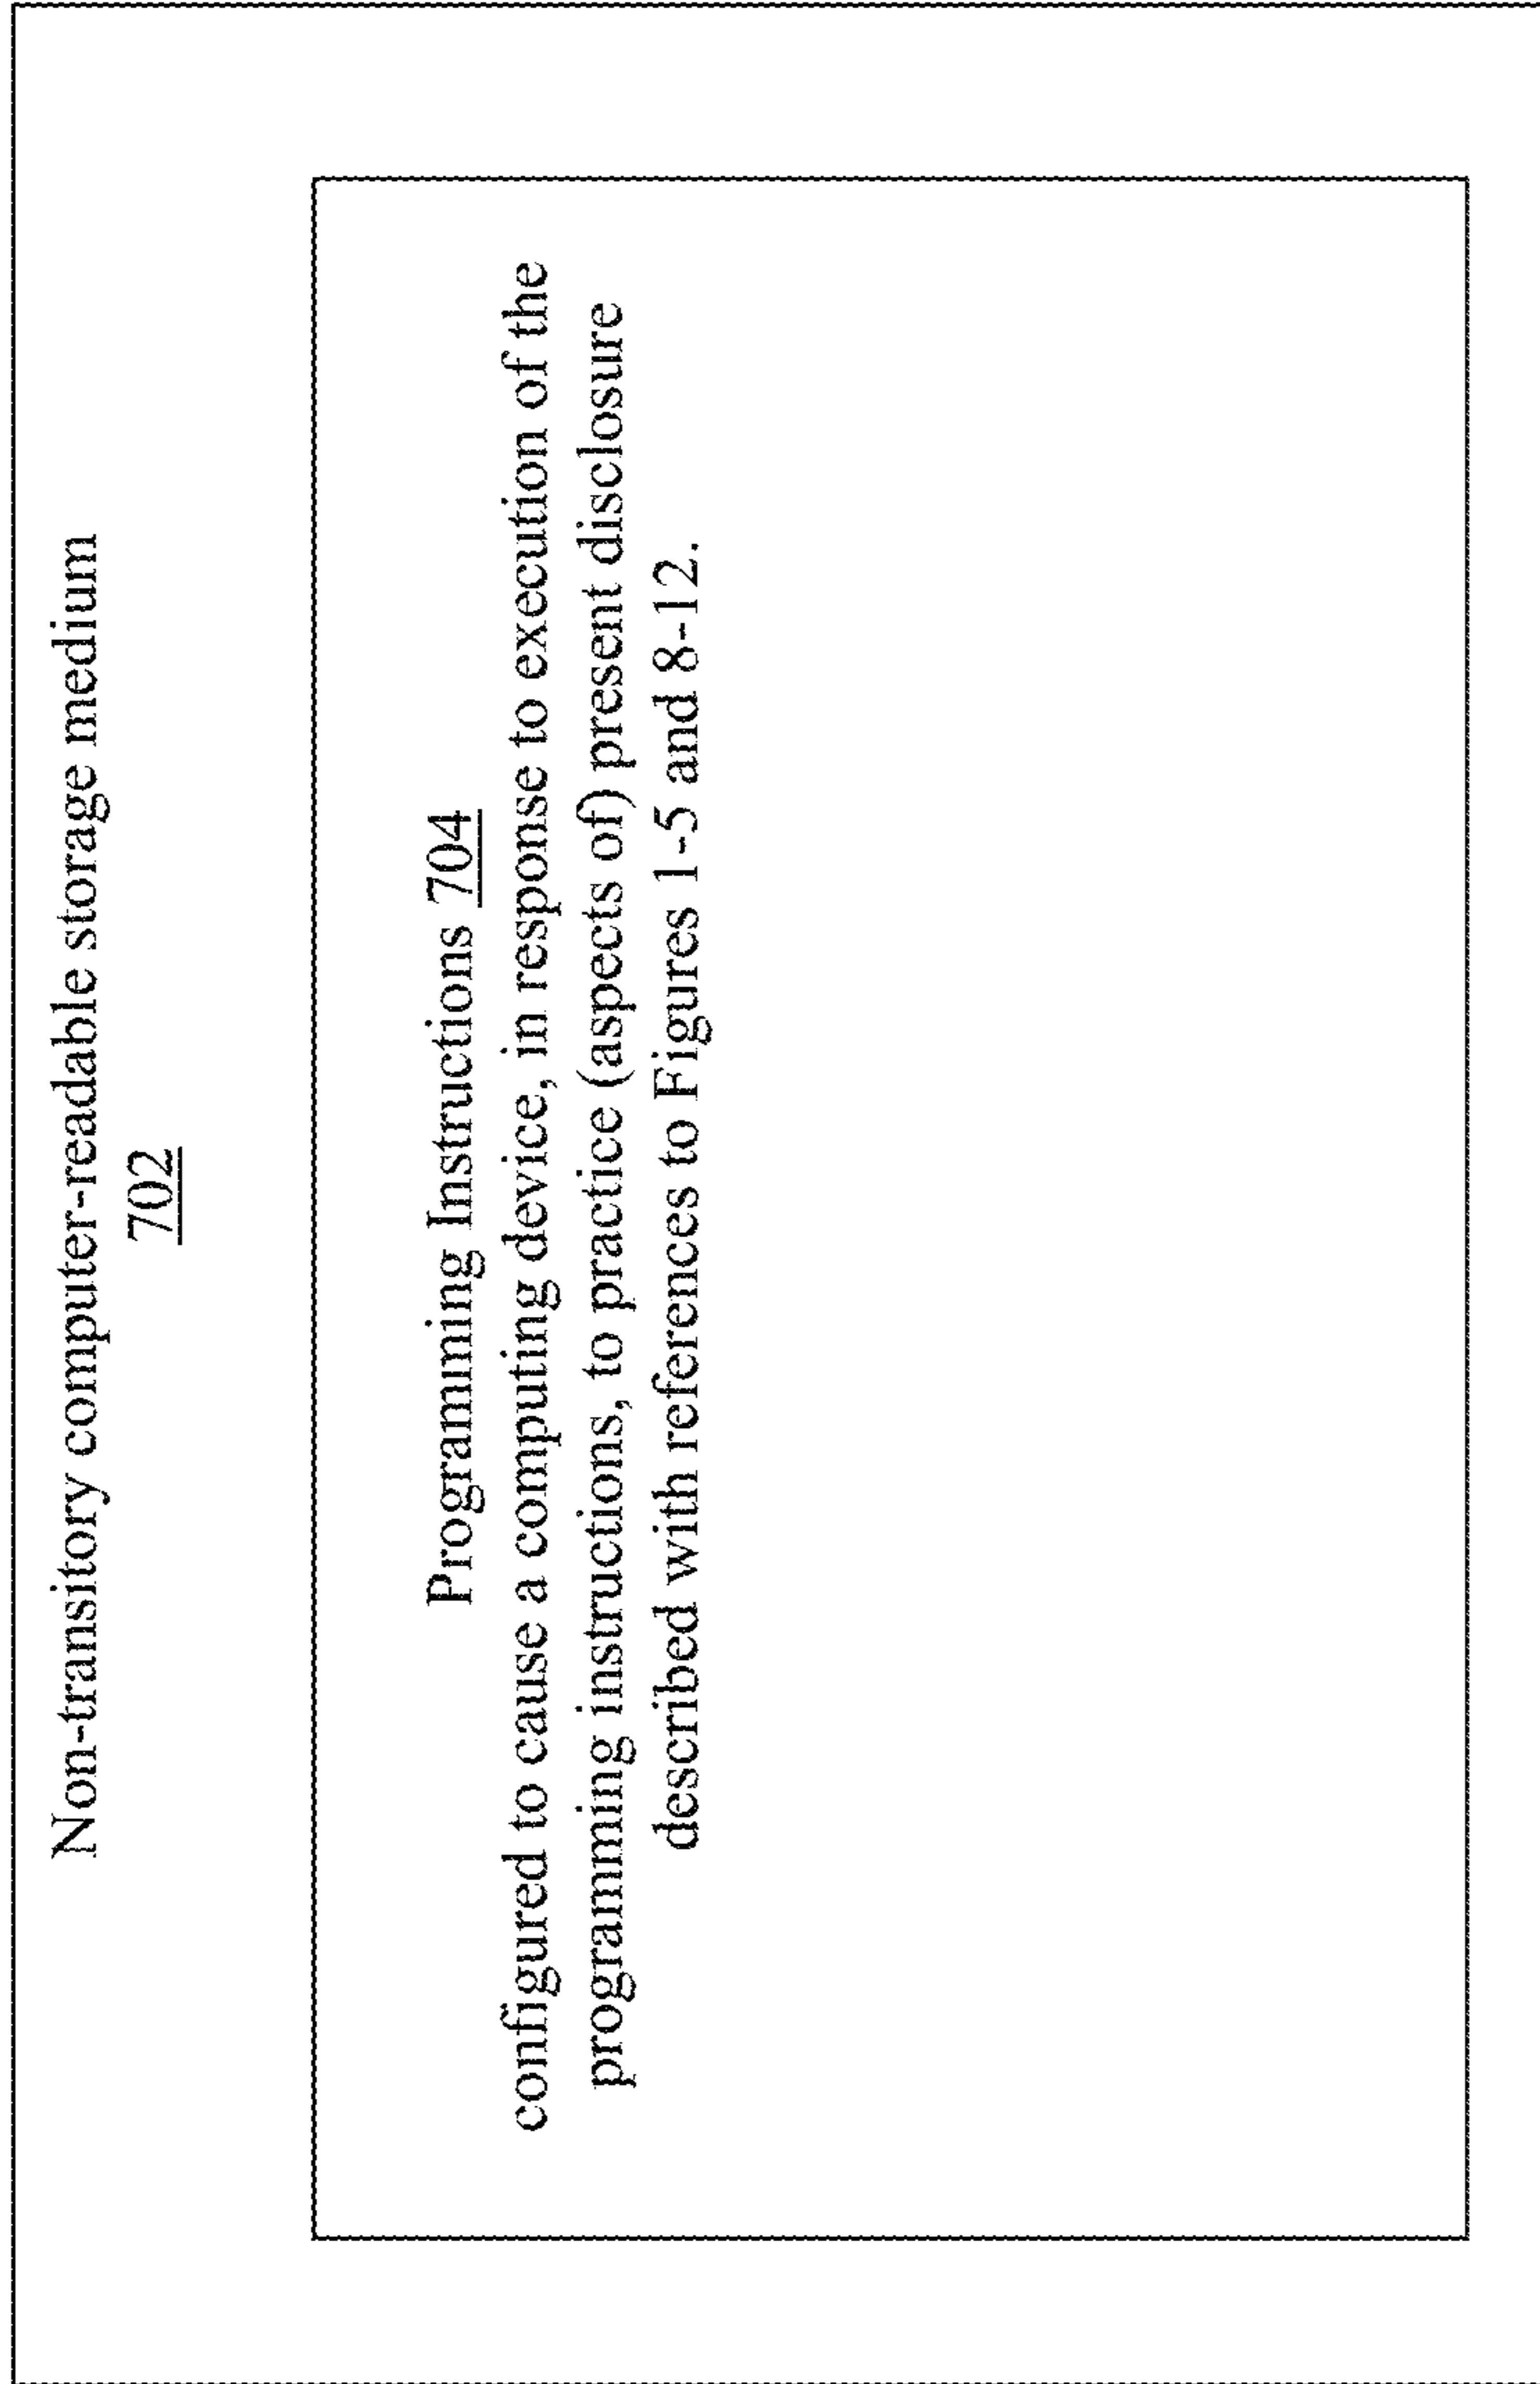 Non-transitory computer-readable storage medium
702
Programming Instructions 704
configured to cause a computing device, in response to execution of the
programming instructions, to practice (aspects of) present disclosure
described with references to Figures 1-5 and 8-12.